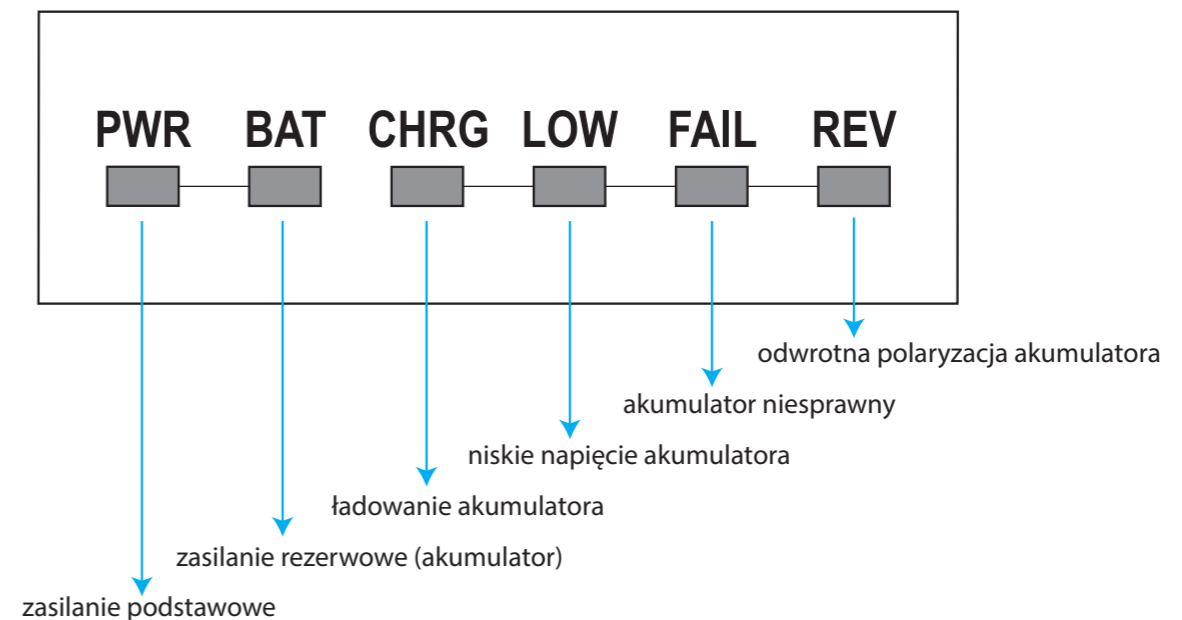 PWR BAT CHRG LOW FAIL REV
odwrotna polaryzacja akumulatora
akumulator niesprawny
niskie napięcie akumulatora
ładowanie akumulatora
zasilanie rezerwowe (akumulator)
zasilanie podstawowe